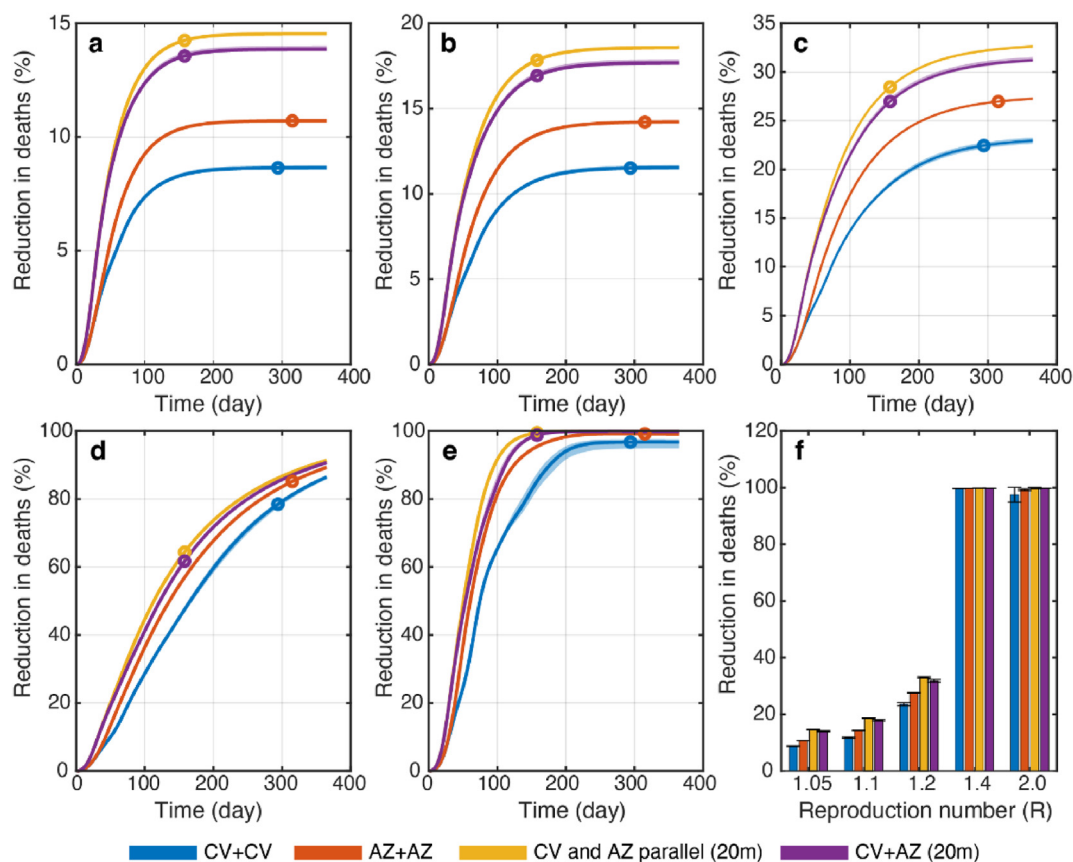 a
Reduction in deaths (%)
15
10
5
0
0 100 200 300 400
Time (day)
b
Reduction in deaths (%)
20
15
10
5
0
0 100 200 300 400
Time (day)
c
Reduction in deaths (%)
35
30
25
20
15
10
5
0
0 100 200 300 400
Time (day)
d
Reduction in deaths (%)
100
80
60
40
20
0
0 100 200 300 400
Time (day)
e
Reduction in deaths (%)
100
80
60
40
20
0
0 100 200 300 400
Time (day)
f
Reduction in deaths (%)
120
100
80
60
40
20
0
1.05 1.1 1.2 1.4 2.0
Reproduction number (R)
CV+CV AZ+AZ CV and AZ parallel (20m) CV+AZ (20m)